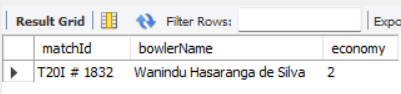 Result Grid Filter Rows: Expo
matchId bowlerName economy
T20I # 1832 Wanindu Hasaranga de Silva 2